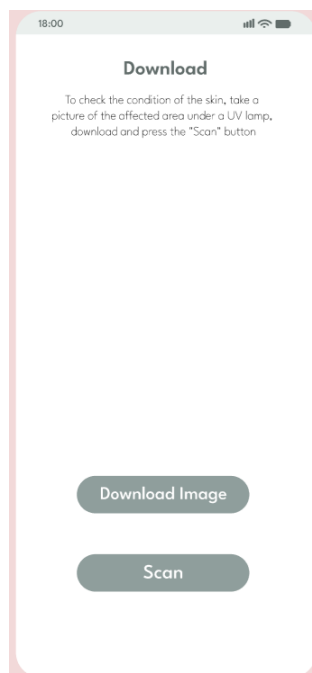 18:00
Download
To check the condition of the skin, take a
picture of the affected area under a UV lamp,
download and press the "Scan" button
Download Image
Scan